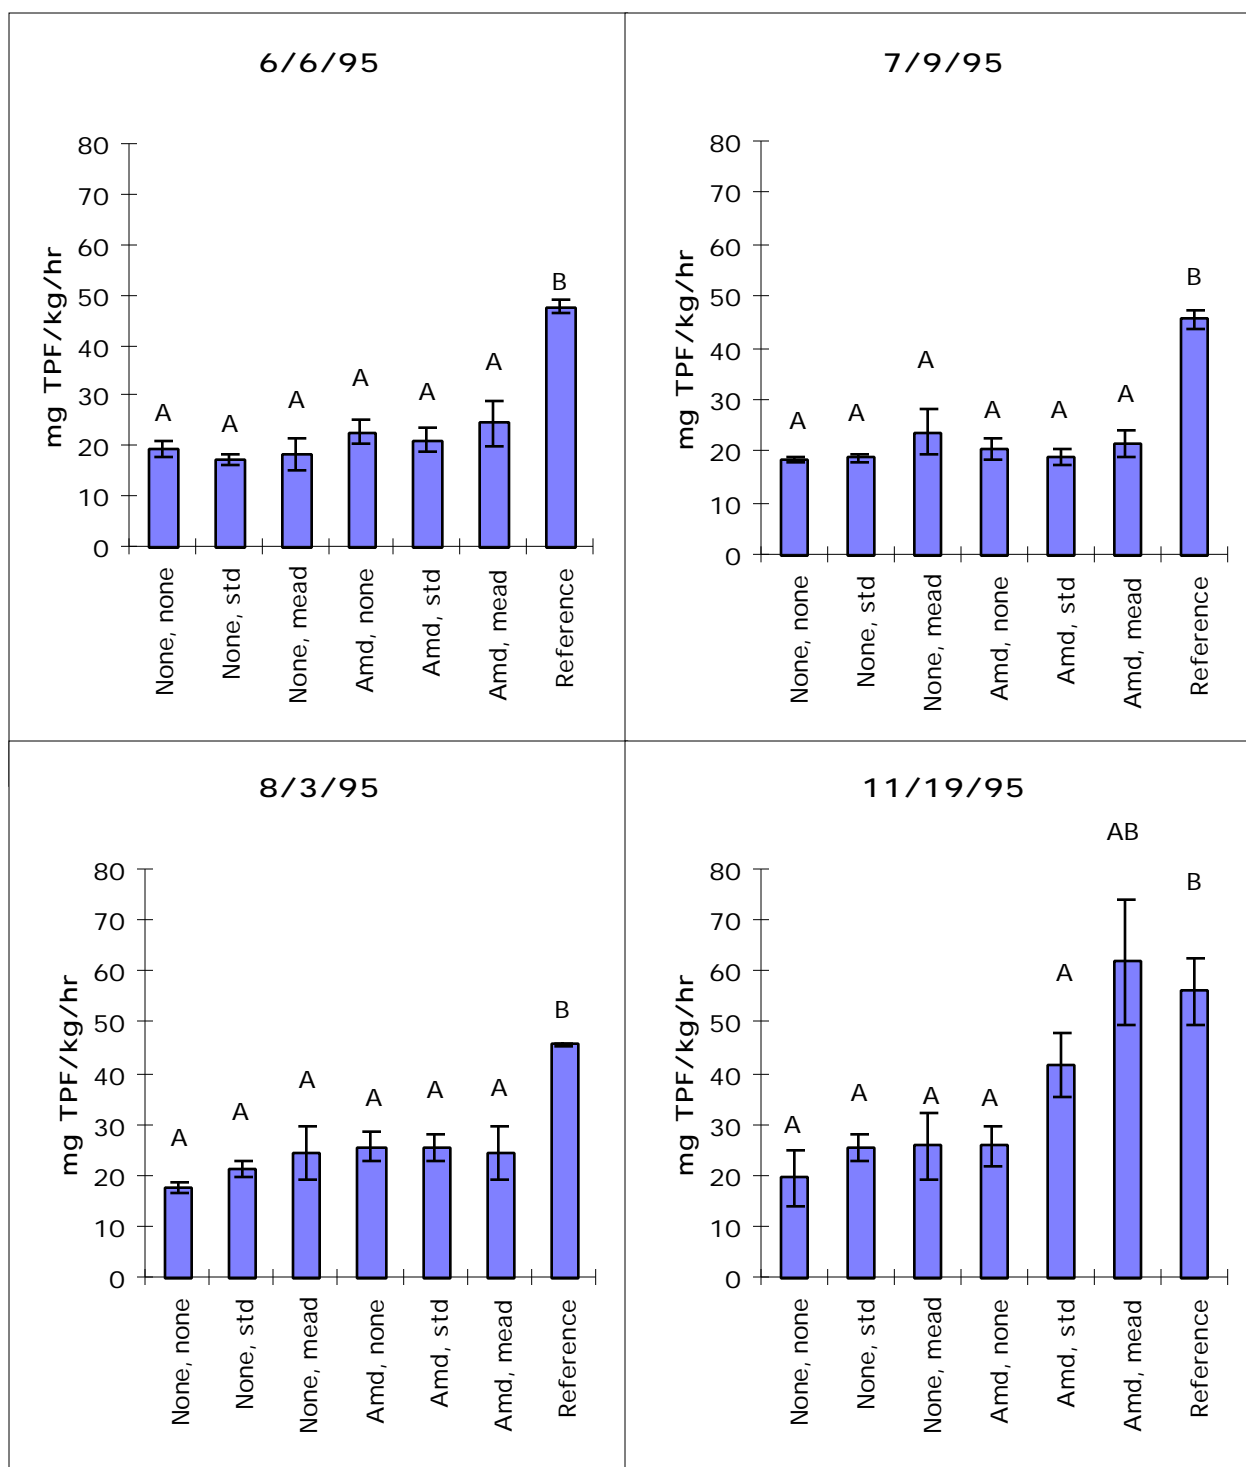 6/6/95
mg TPF/kg/hr
80
70
60
50
40
30
20
10
0
A
A
A
A
A
A
B
None, none
None, std
None, mead
Amd, none
Amd, std
Amd, mead
Reference
7/9/95
mg TPF/kg/hr
80
70
60
50
40
30
20
10
0
A
A
A
A
A
A
B
None, none
None, std
None, mead
Amd, none
Amd, std
Amd, mead
Reference
8/3/95
mg TPF/kg/hr
80
70
60
50
40
30
20
10
0
A
A
A
A
A
A
B
None, none
None, std
None, mead
Amd, none
Amd, std
Amd, mead
Reference
11/19/95
mg TPF/kg/hr
80
70
60
50
40
30
20
10
0
A
A
A
A
A
AB
B
None, none
None, std
None, mead
Amd, none
Amd, std
Amd, mead
Reference